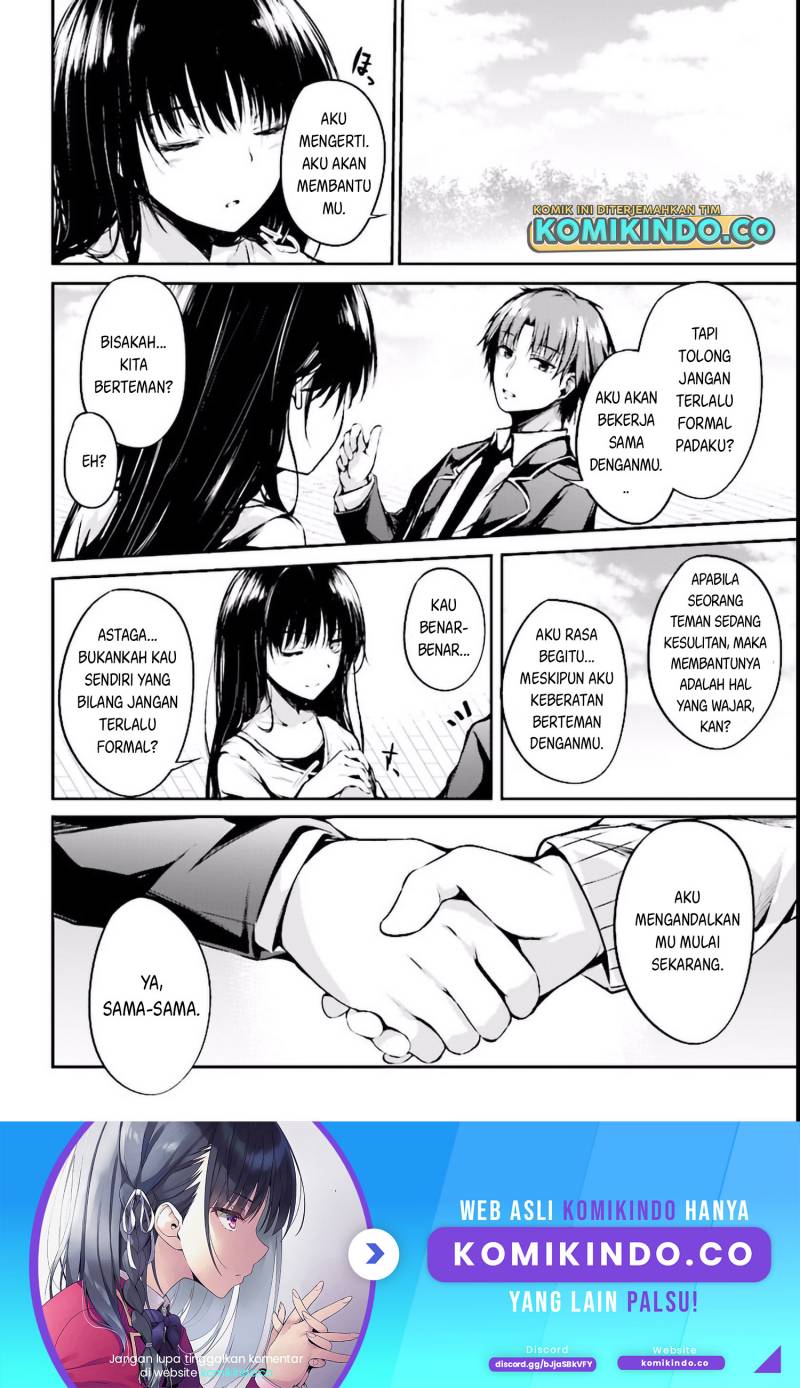 ほっ
AKU
MENGERTI.
AKU AKAN
MEMBANTU
MU.
KOMIK INI DITERJEMAHKAN TIM
KOMIKINDO.CO
TAPI
TOLONG
JANGAN
TERLALU
FORMAL
PADAKU?
AKU AKAN
BEKERJA
SAMA
DENGANMU.
..
BISAKAH...
KITA
BERTEMAN?
EH?
APABILA
SEORANG
TEMAN SEDANG
KESULITAN, MAKA
MEMBANTUNYA
ADALAH HAL
YANG WAJAR,
KAN?
AKU RASA
BEGITU...
MESKIPUN AKU
KEBERATAN
BERTEMAN
DENGANMU.
KAU
BENAR-
BENAR...
ASTAGA...
BUKANKAH KAU
SENDIRI YANG
BILANG JANGAN
TERLALU
FORMAL?
AKU
MENGANDALKAN
MU MULAI
SEKARANG.
YA,
SAMA-SAMA.
WEB ASLI KOMIKINDO HANYA
KOMIKINDO.CO
YANG LAIN PALSU!
Jangan lupa tinggalkan komentar
di website komikindo.co
Discord
discord.gg/bJjaSBkVFY
Website
komikindo.co